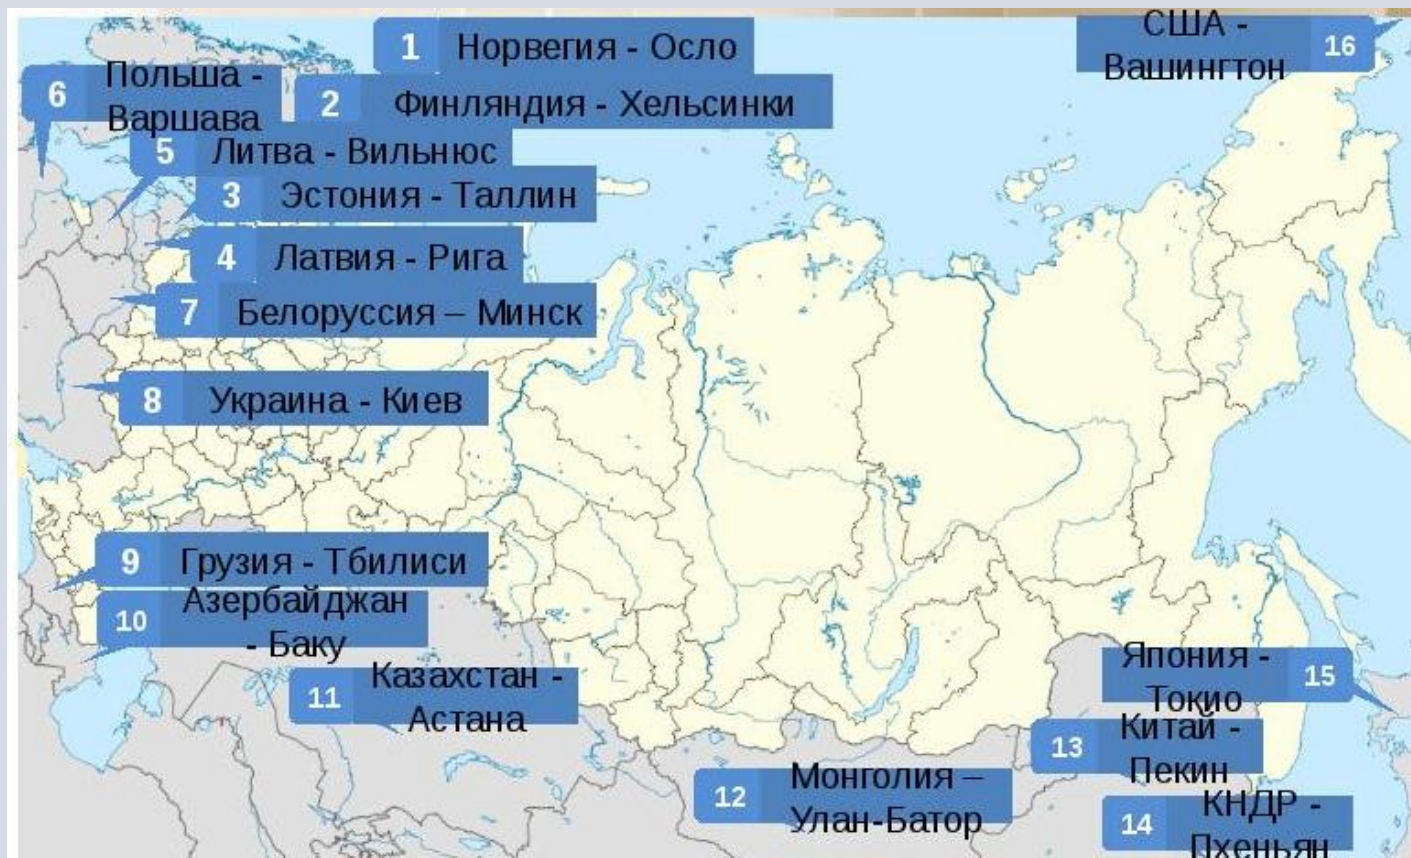 1 Норвегия - Осло
США -
Вашингтон 16
6 Польша -
Варшава
2 Финляндия - Хельсинки
5 Литва - Вильнюс
3 Эстония - Таллин
4 Латвия - Рига
7 Белоруссия – Минск
8 Украина - Киев
9 Грузия - Тбилиси
10 Азербайджан
- Баку
11 Казахстан -
Астана
Япония -
Токио 15
13 Китай -
Пекин
12 Монголия –
Улан-Батор
14 КНДР -
Пхеньян